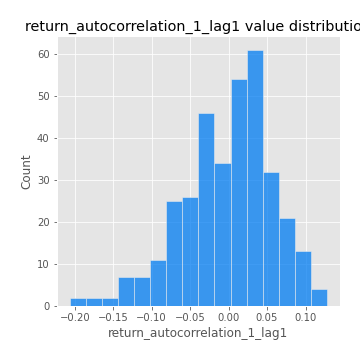 return_autocorrelation_1_lag1 value distributio
60
50
40
30
20
10
0
Count
−0.20 −0.15 −0.10 −0.05 0.00 0.05 0.10
return_autocorrelation_1_lag1